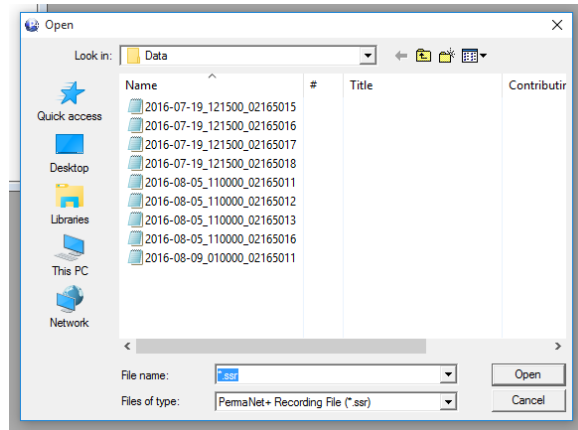 Open
Look in: Data
Name # Title Contributin
Quick access
Desktop
Libraries
This PC
Network
2016-07-19_121500_02165015
2016-07-19_121500_02165016
2016-07-19_121500_02165017
2016-07-19_121500_02165018
2016-08-05_110000_02165011
2016-08-05_110000_02165012
2016-08-05_110000_02165013
2016-08-05_110000_02165016
2016-08-09_010000_02165011
File name: *.ssr Open
Files of type: PermaNet+ Recording File (*.ssr) Cancel